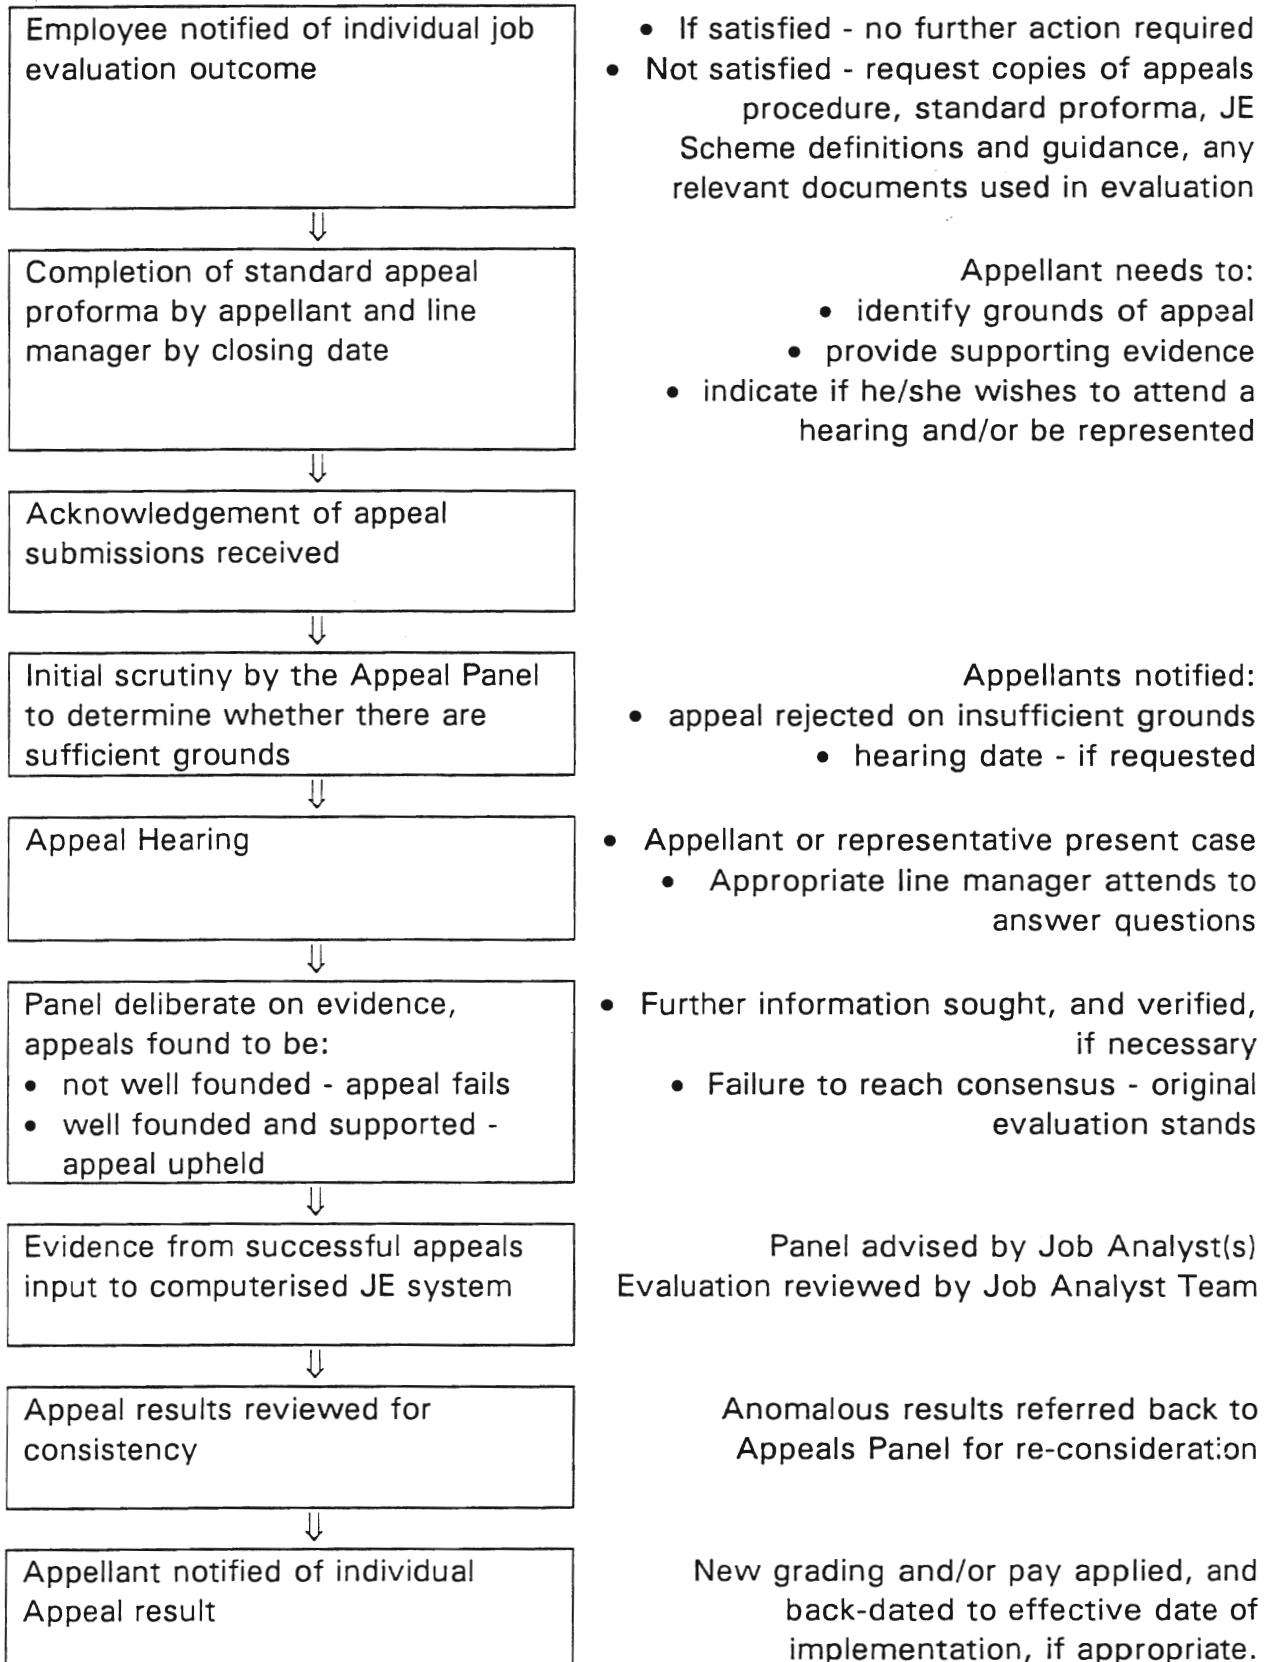 Employee notified of individual job
evaluation outcome
• If satisfied - no further action required
• Not satisfied - request copies of appeals
procedure, standard proforma, JE
Scheme definitions and guidance, any
relevant documents used in evaluation
⇓
Completion of standard appeal
proforma by appellant and line
manager by closing date
Appellant needs to:
• identify grounds of appeal
• provide supporting evidence
• indicate if he/she wishes to attend a
hearing and/or be represented
⇓
Acknowledgement of appeal
submissions received
⇓
Initial scrutiny by the Appeal Panel
to determine whether there are
sufficient grounds
Appellants notified:
• appeal rejected on insufficient grounds
• hearing date - if requested
⇓
Appeal Hearing
• Appellant or representative present case
• Appropriate line manager attends to
answer questions
⇓
Panel deliberate on evidence,
appeals found to be:
• not well founded - appeal fails
• well founded and supported -
appeal upheld
• Further information sought, and verified,
if necessary
• Failure to reach consensus - original
evaluation stands
⇓
Evidence from successful appeals
input to computerised JE system
Panel advised by Job Analyst(s)
Evaluation reviewed by Job Analyst Team
⇓
Appeal results reviewed for
consistency
Anomalous results referred back to
Appeals Panel for re-consideration
⇓
Appellant notified of individual
Appeal result
New grading and/or pay applied, and
back-dated to effective date of
implementation, if appropriate.